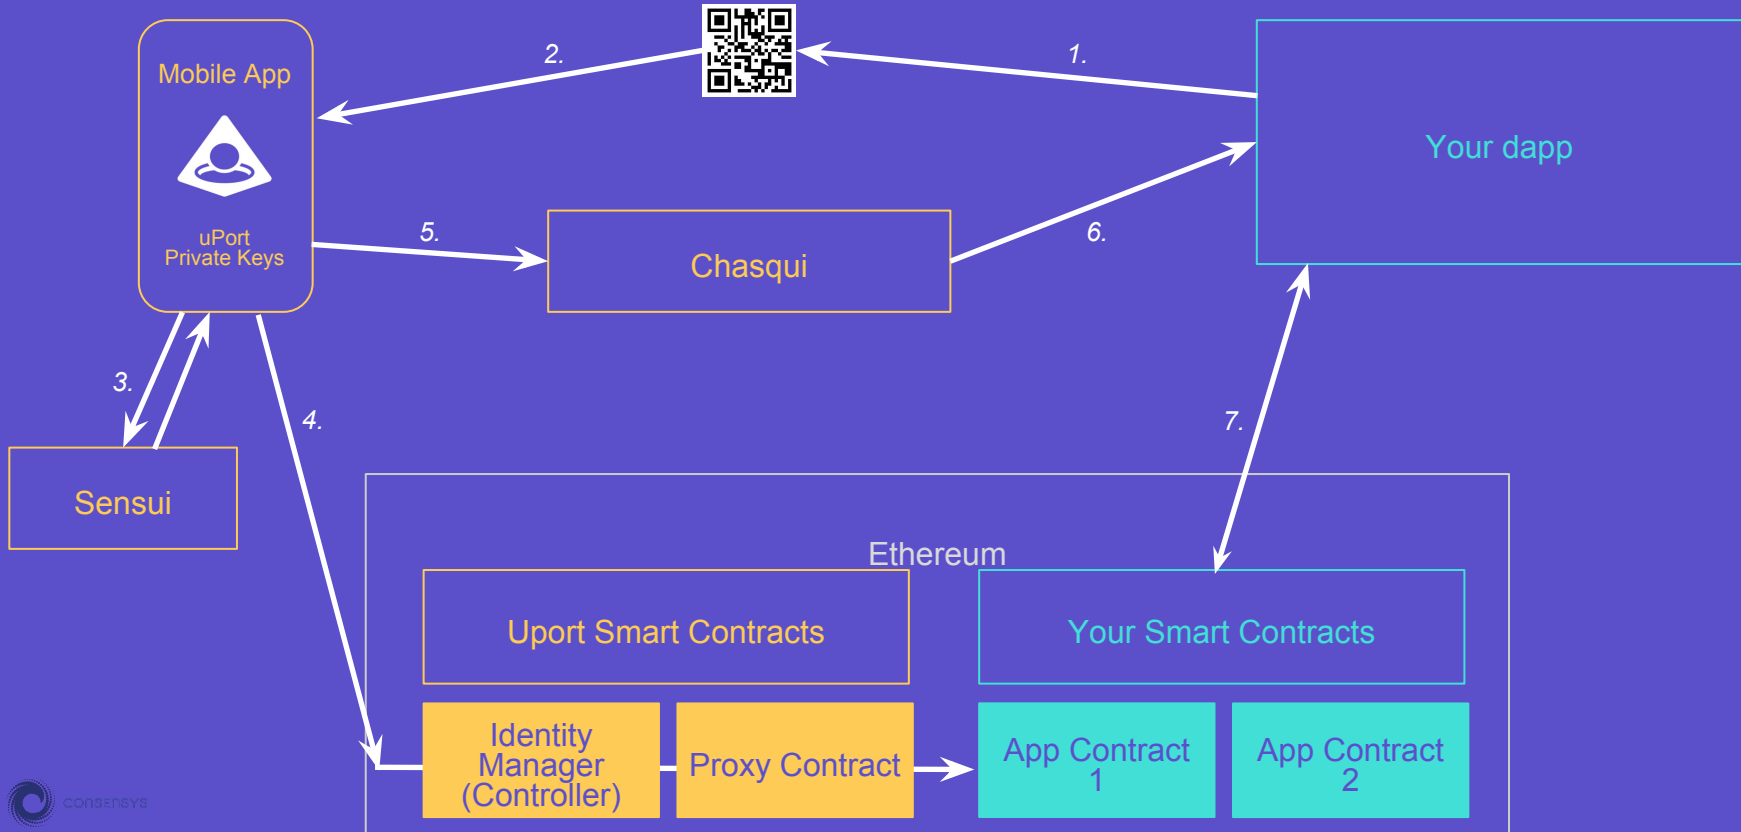 2.
1.
Mobile App
Your dapp
uPort
Private Keys
5.
6.
Chasqui
3.
4.
7.
Sensui
Ethereum
Uport Smart Contracts
Your Smart Contracts
Identity
Manager
(Controller)
Proxy Contract
App Contract
1
App Contract
2
CONSENSYS